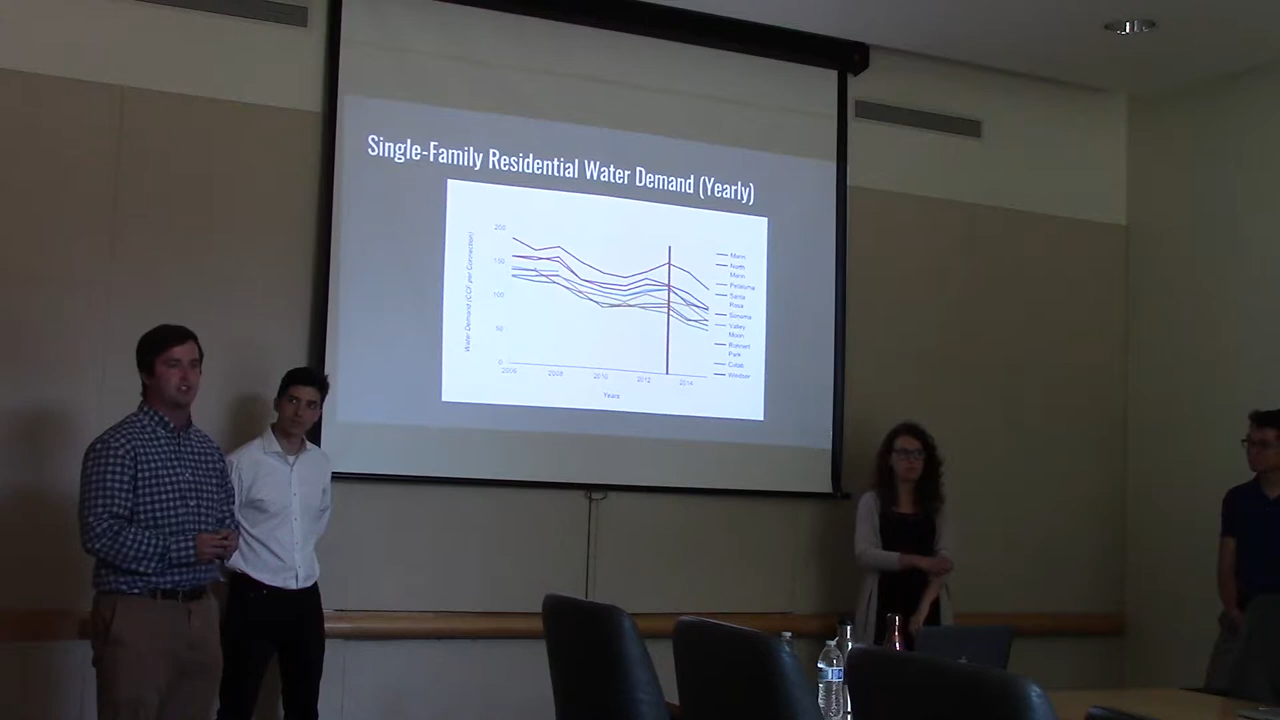 Single-Family Residential Water Demand (Yearly)
Water Demand (CCF per Connection)
200
150
100
50
0
2006
2008
2010
2012
2014
Years
Marin
North
Marin
Petaluma
Santa
Rosa
Sonoma
Valley
Moon
Rohnert
Park
Cotati
Windsor